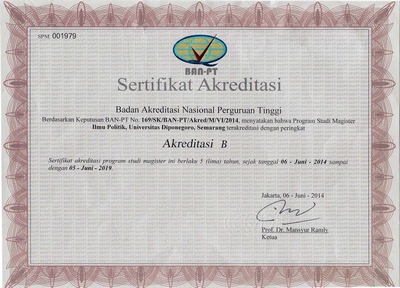 SPM: 001979
BAN-PT
Sertifikat Akreditasi
Badan Akreditasi Nasional Perguruan Tinggi
Berdasarkan Keputusan BAN-PT No. 169/SK/BAN-PT/Akred/M/VI/2014, menyatakan bahwa Program Studi Magister
Ilmu Politik, Universitas Diponegoro, Semarang terakreditasi dengan peringkat
Akreditasi B
Sertifikat akreditasi program studi magister ini berlaku 5 (lima) tahun, sejak tanggal 06 - Juni - 2014 sampai
dengan 05 - Juni - 2019.
Jakarta, 06 - Juni - 2014
Prof. Dr. Mansyur Ramly
Ketua